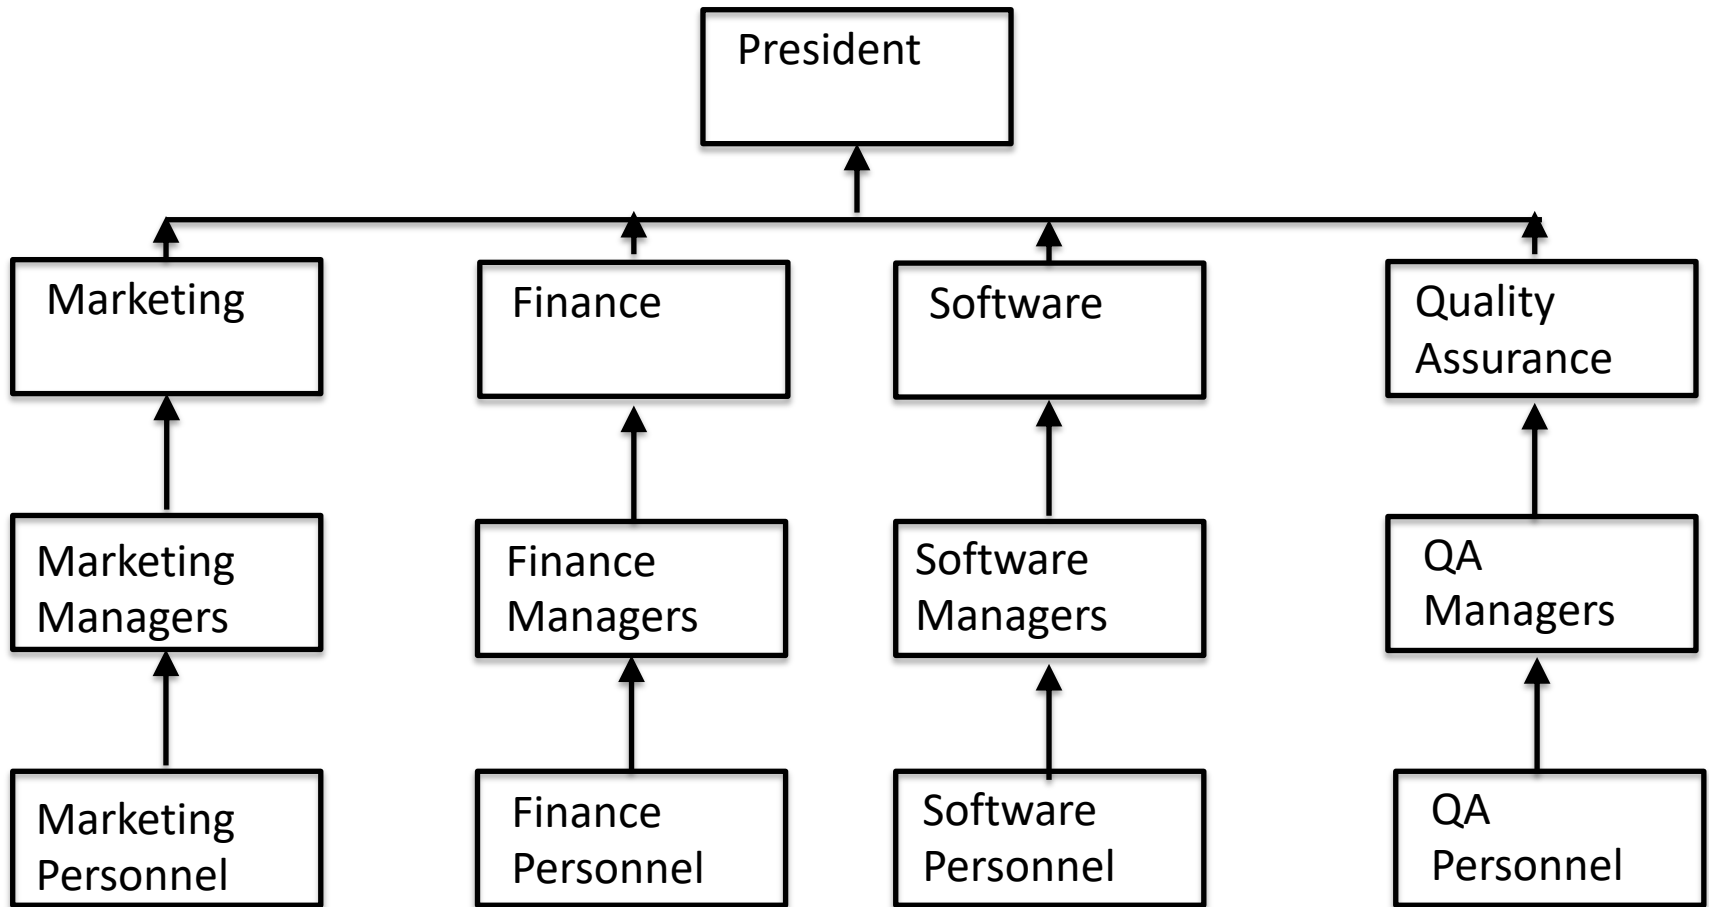 President
Marketing
Finance
Software
Quality
Assurance
Marketing
Managers
Finance
Managers
Software
Managers
QA
Managers
Marketing
Personnel
Finance
Personnel
Software
Personnel
QA
Personnel